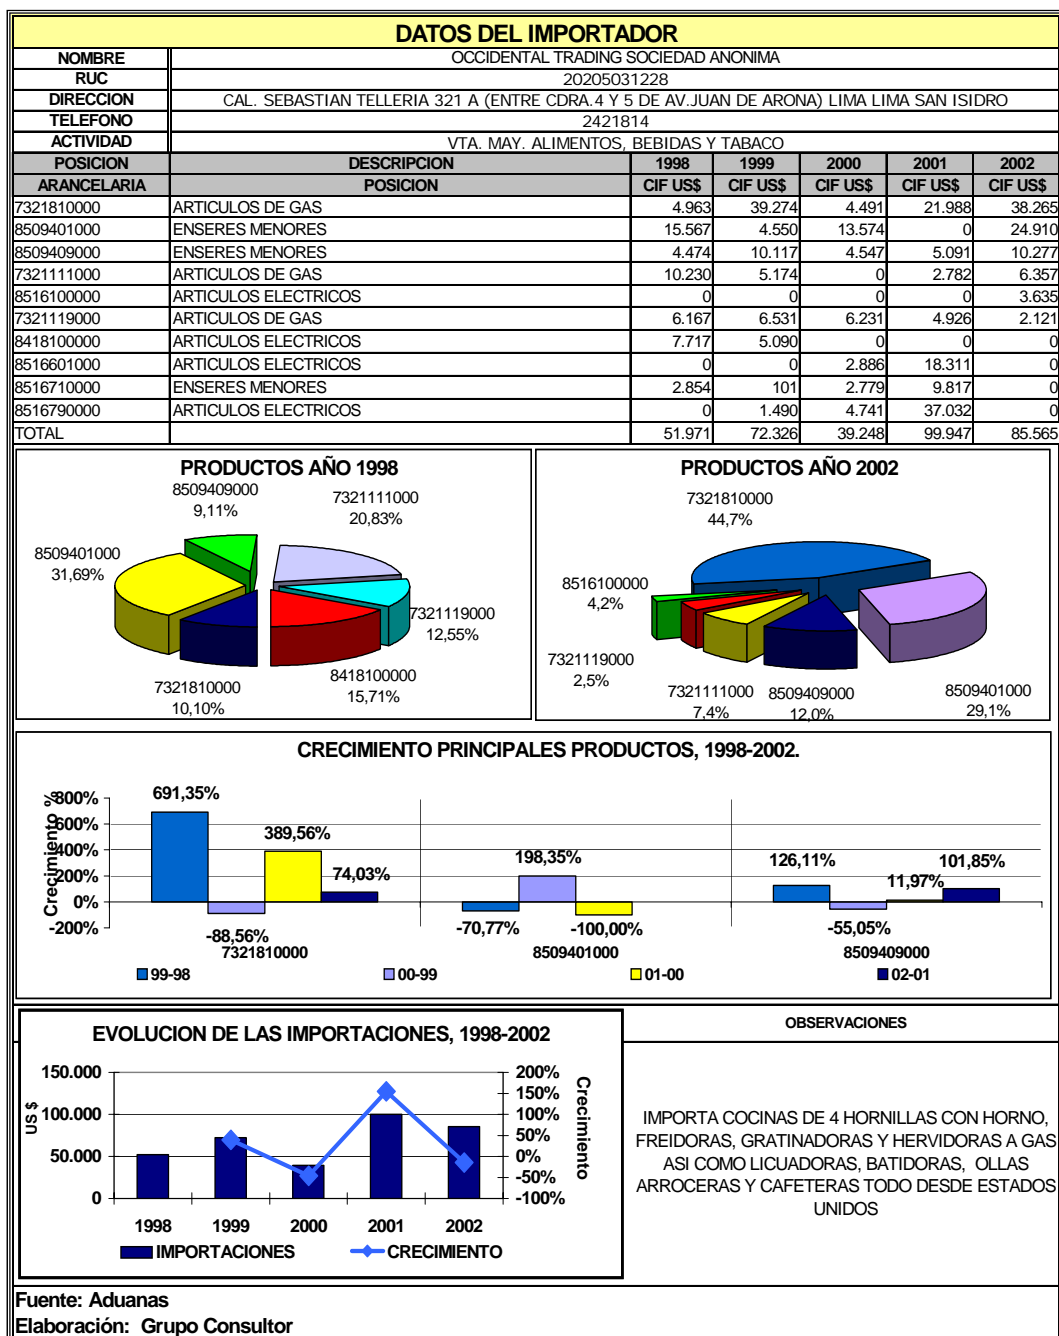 DATOS DEL IMPORTADOR
NOMBRE OCCIDENTAL TRADING SOCIEDAD ANONIMA
RUC 20205031228
DIRECCION CAL. SEBASTIAN TELLERIA 321 A (ENTRE CDRA.4 Y 5 DE AV.JUAN DE ARONA) LIMA LIMA SAN ISIDRO
TELEFONO 2421814
ACTIVIDAD VTA. MAY. ALIMENTOS, BEBIDAS Y TABACO
POSICION DESCRIPCION 1998 1999 2000 2001 2002
ARANCELARIA POSICION CIF US$ CIF US$ CIF US$ CIF US$ CIF US$
7321810000 ARTICULOS DE GAS 4.963 39.274 4.491 21.988 38.265
8509401000 ENSERES MENORES 15.567 4.550 13.574 0 24.910
8509409000 ENSERES MENORES 4.474 10.117 4.547 5.091 10.277
7321111000 ARTICULOS DE GAS 10.230 5.174 0 2.782 6.357
8516100000 ARTICULOS ELECTRICOS 0 0 0 0 3.635
7321119000 ARTICULOS DE GAS 6.167 6.531 6.231 4.926 2.121
8418100000 ARTICULOS ELECTRICOS 7.717 5.090 0 0 0
8516601000 ARTICULOS ELECTRICOS 0 0 2.886 18.311 0
8516710000 ENSERES MENORES 2.854 101 2.779 9.817 0
8516790000 ARTICULOS ELECTRICOS 0 1.490 4.741 37.032 0
TOTAL 51.971 72.326 39.248 99.947 85.565
PRODUCTOS AÑO 1998
8509409000
9,11%
7321111000
20,83%
8509401000
31,69%
7321119000
12,55%
8418100000
15,71%
7321810000
10,10%
PRODUCTOS AÑO 2002
7321810000
44,7%
8516100000
4,2%
7321119000
2,5%
7321111000
7,4%
8509409000
12,0%
8509401000
29,1%
CRECIMIENTO PRINCIPALES PRODUCTOS, 1998-2002.
Crecimiento %
800%
600%
400%
200%
0%
-200%
691,35%
-88,56%
389,56%
74,03%
-70,77%
198,35%
-100,00%
126,11%
-55,05%
11,97%
101,85%
7321810000 8509401000 8509409000
99-98 00-99 01-00 02-01
EVOLUCION DE LAS IMPORTACIONES, 1998-2002
US $
150.000
100.000
50.000
0
200%
150%
100%
50%
0%
-50%
-100%
Crecimiento
1998 1999 2000 2001 2002
IMPORTACIONES CRECIMIENTO
OBSERVACIONES
IMPORTA COCINAS DE 4 HORNILLAS CON HORNO,
FREIDORAS, GRATINADORAS Y HERVIDORAS A GAS
ASI COMO LICUADORAS, BATIDORAS, OLLAS
ARROCERAS Y CAFETERAS TODO DESDE ESTADOS
UNIDOS
Fuente: Aduanas
Elaboración: Grupo Consultor